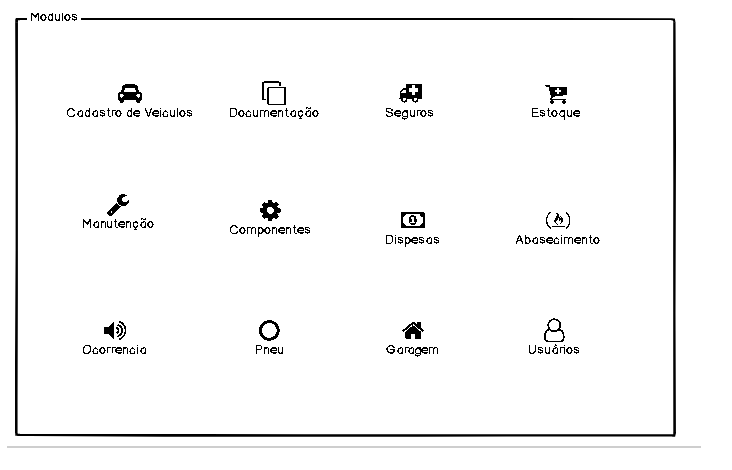 Modulos
Cadastro de Veiculos
Documentação
Seguros
Estoque
Manutenção
Componentes
Dispesas
Abasecimento
Ocorrencia
Pneu
Garagem
Usuários